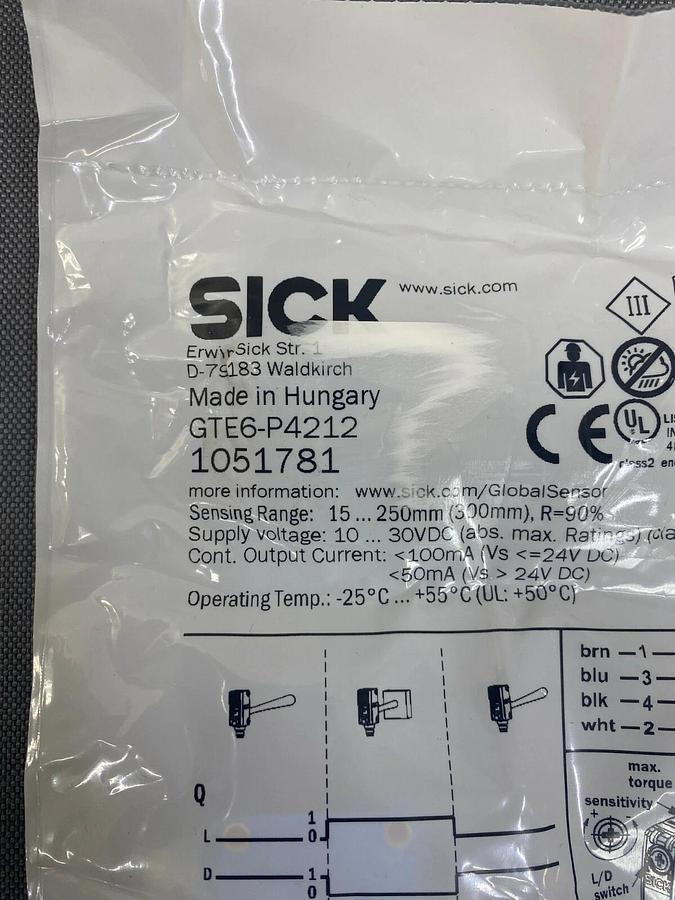 SICK www.sick.com
III
Erwin-Sick Str. 1
D-79183 Waldkirch
Made in Hungary
GTE6-P4212
CE UL
class2
1051781
more information: www.sick.com/GlobalSensor
Sensing Range: 15 ... 250mm (300mm), R=90%
Supply voltage: 10 ... 30VDC (abs. max. Ratings)
Cont. Output Current: <100mA (Vs <=24V DC)
<50mA (Vs > 24V DC)
Operating Temp.: -25°C ... +55°C (UL: +50°C)
brn 1
blu 3
blk 4
wht 2
max.
torque
sensitivity
+ -
Q
L 1
0
D 1
0
L/D
switch
SICK